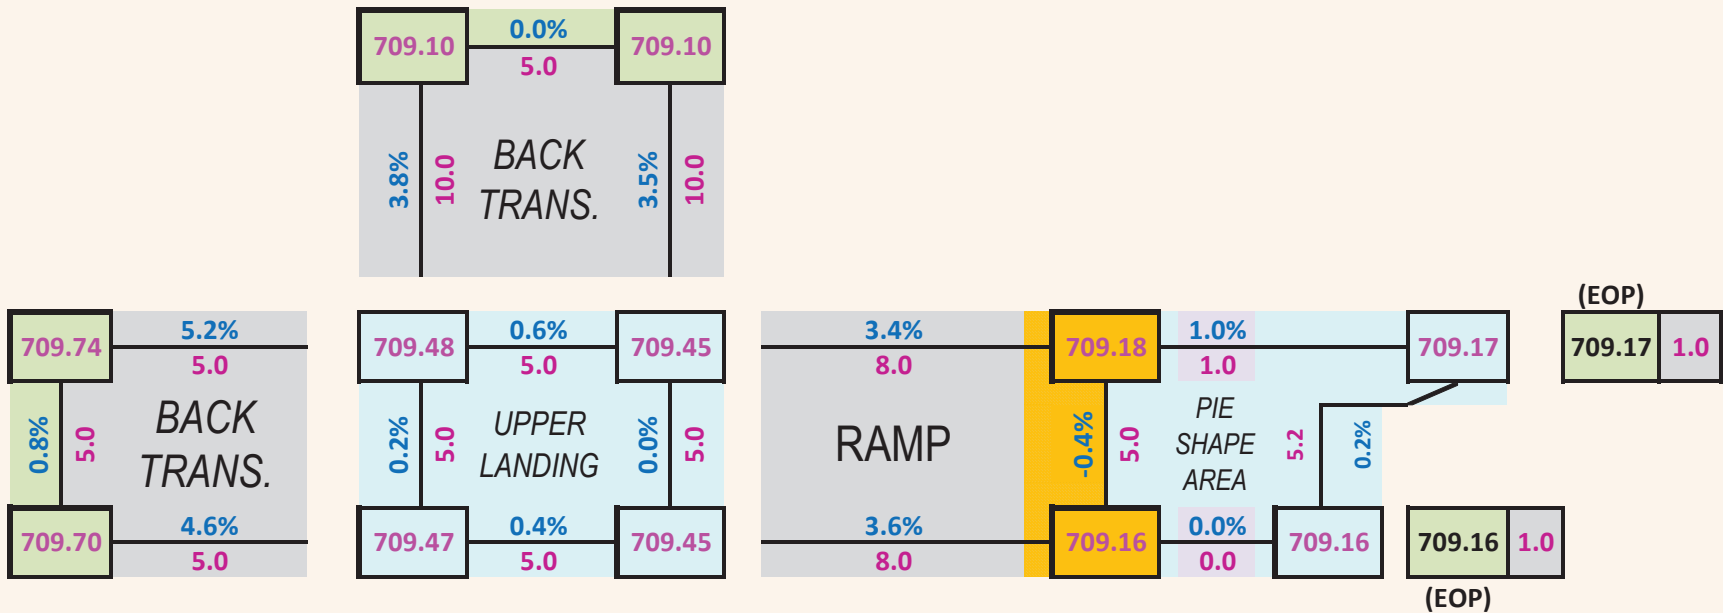 709.10 0.0% 709.10
5.0
3.8% 10.0 BACK 3.5% 10.0
TRANS.
(EOP)
709.74 5.2% 709.48 0.6% 709.45 3.4% 709.18 1.0% 709.17 709.17 1.0
5.0 5.0 8.0 1.0
0.8% 5.0 BACK 0.2% 5.0 UPPER 0.0% 5.0 RAMP -0.4% 5.0 PIE 5.2 0.2%
TRANS. LANDING SHAPE
AREA
709.70 4.6% 709.47 0.4% 709.45 3.6% 709.16 0.0% 709.16 709.16 1.0
5.0 5.0 8.0 0.0
(EOP)